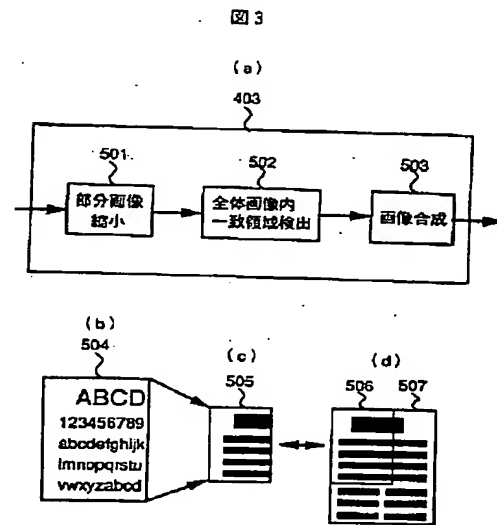 図3
(a)
403
501
502
503
部分画像
縮小
全体画像内
一致領域検出
画像合成
(b)
(c)
(d)
504
505
506
507
ABCD
123456789
abcdefghijk
lmnopqrstu
vwxyzabcd